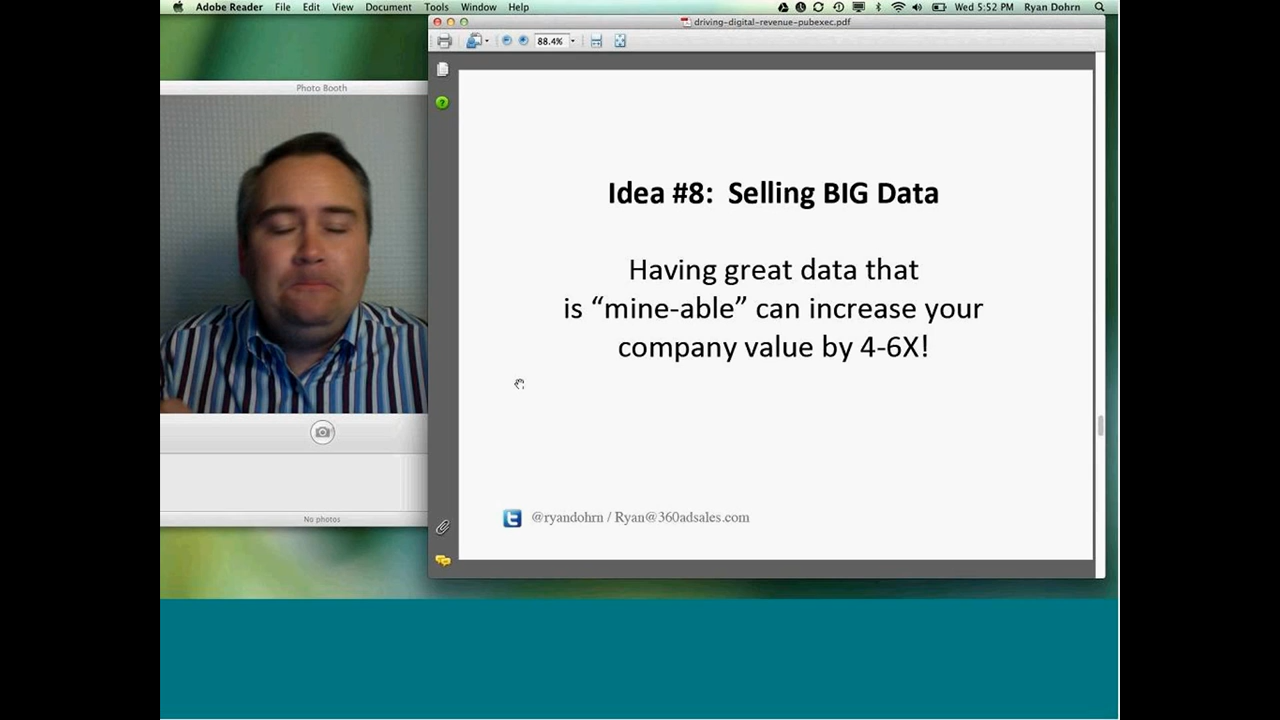 Adobe Reader File Edit View Document Tools Window Help Wed 5:52 PM Ryan Dohrn
driving-digital-revenue-pubexec.pdf
88.4%
Photo Booth
Idea #8: Selling BIG Data
Having great data that
is “mine-able” can increase your
company value by 4-6X!
@ryandohrn / Ryan@360adsales.com
No photos